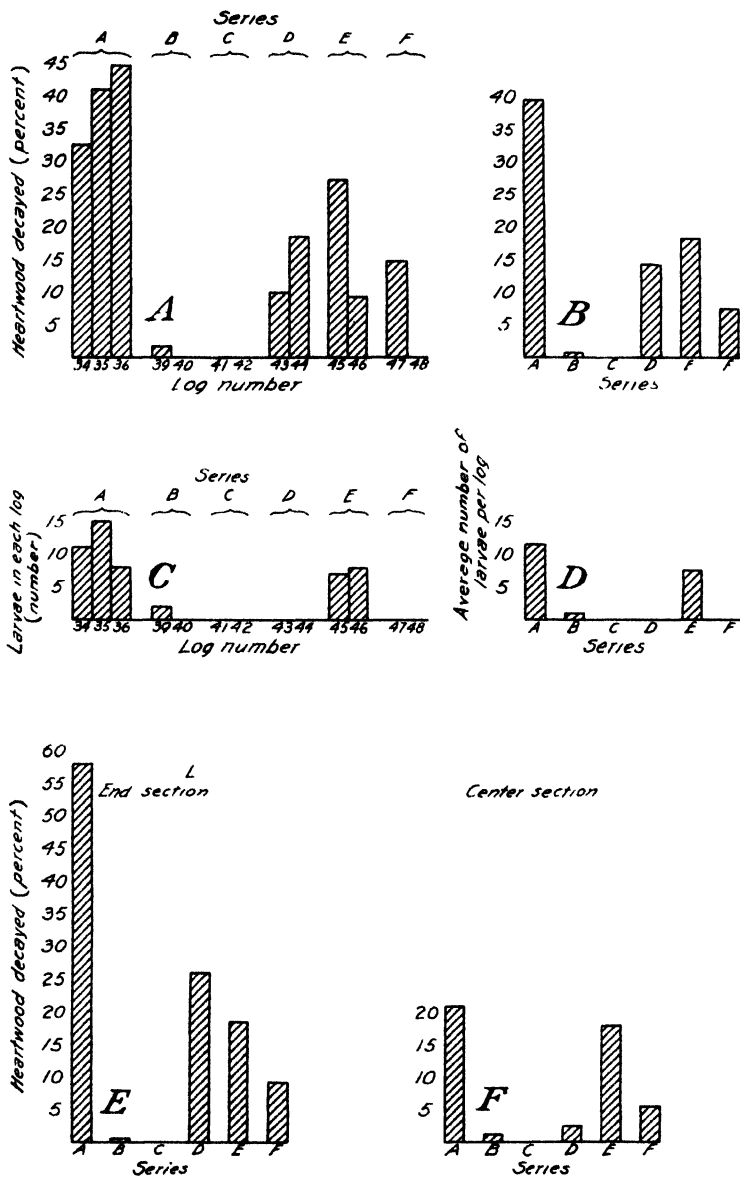 Series
A B C D E F
Heartwood decayed (percent)
45
40
35
30
25
20
15
10
5
A
34 35 36 39 40 41 42 43 44 45 46 47 48
Log number
40
35
30
25
20
15
10
5
B
A B C D F F
Series
Series
A B C D E F
Larvae in each log
(number)
15
10
5
C
34 35 36 39 40 41 42 43 44 45 46 47 48
Log number
Average number of
larvae per log
15
10
5
D
A B C D E F
Series
Heartwood decayed (percent)
60
55
50
45
40
35
30
25
20
15
10
5
L
End section
E
A B C D E F
Series
Center section
20
15
10
5
F
A B C D E F
Series